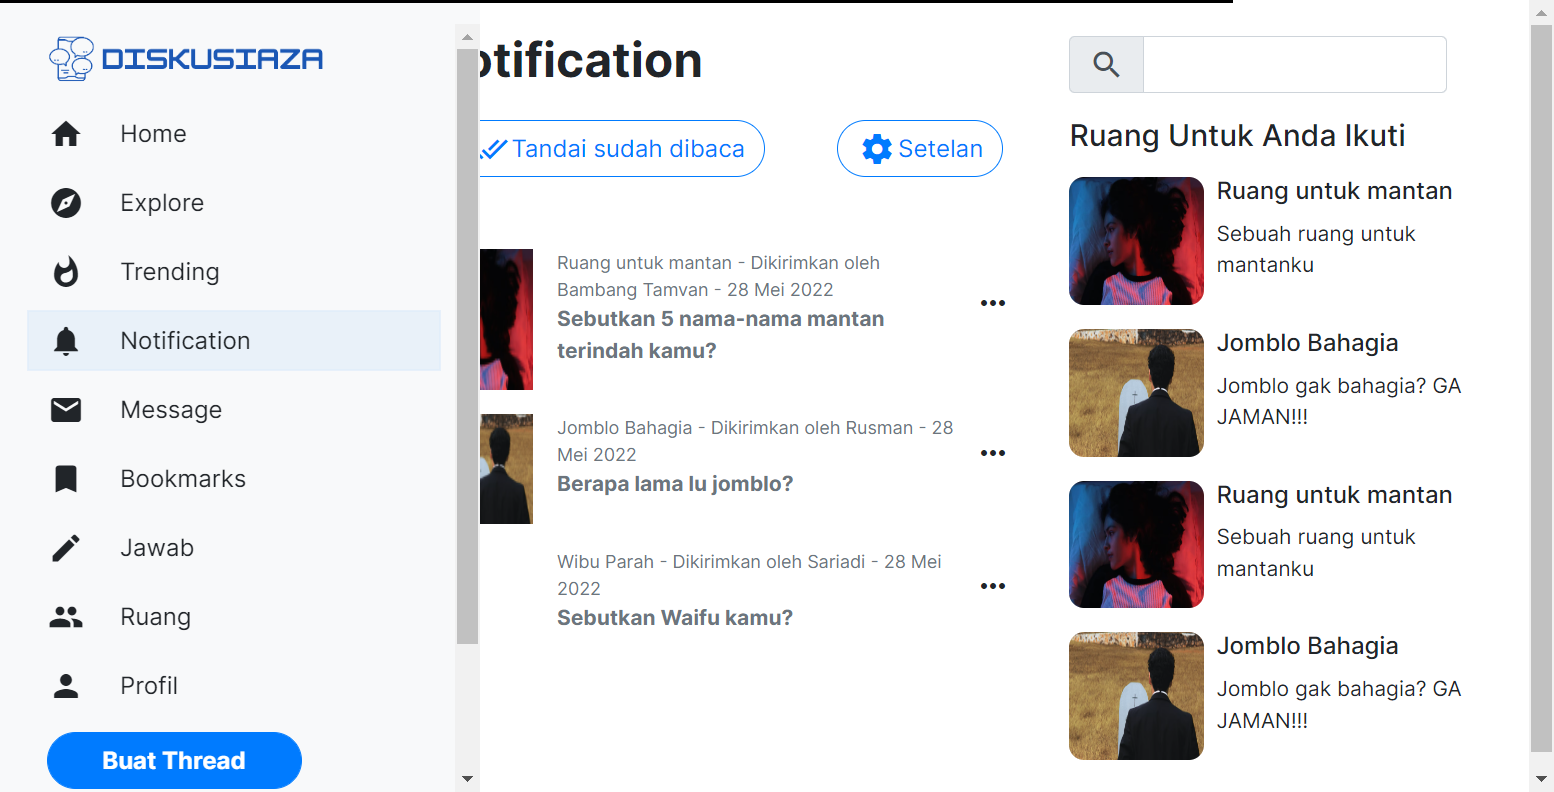 DISKUSIAZA
Home
Explore
Trending
Notification
Message
Bookmarks
Jawab
Ruang
Profil
Buat Thread
otification
Tandai sudah dibaca
Setelan
Ruang untuk mantan - Dikirimkan oleh
Bambang Tamvan - 28 Mei 2022
Sebutkan 5 nama-nama mantan
terindah kamu?
Jomblo Bahagia - Dikirimkan oleh Rusman - 28
Mei 2022
Berapa lama lu jomblo?
Wibu Parah - Dikirimkan oleh Sariadi - 28 Mei
2022
Sebutkan Waifu kamu?
Ruang Untuk Anda Ikuti
Ruang untuk mantan
Sebuah ruang untuk
mantanku
Jomblo Bahagia
Jomblo gak bahagia? GA
JAMAN!!!
Ruang untuk mantan
Sebuah ruang untuk
mantanku
Jomblo Bahagia
Jomblo gak bahagia? GA
JAMAN!!!